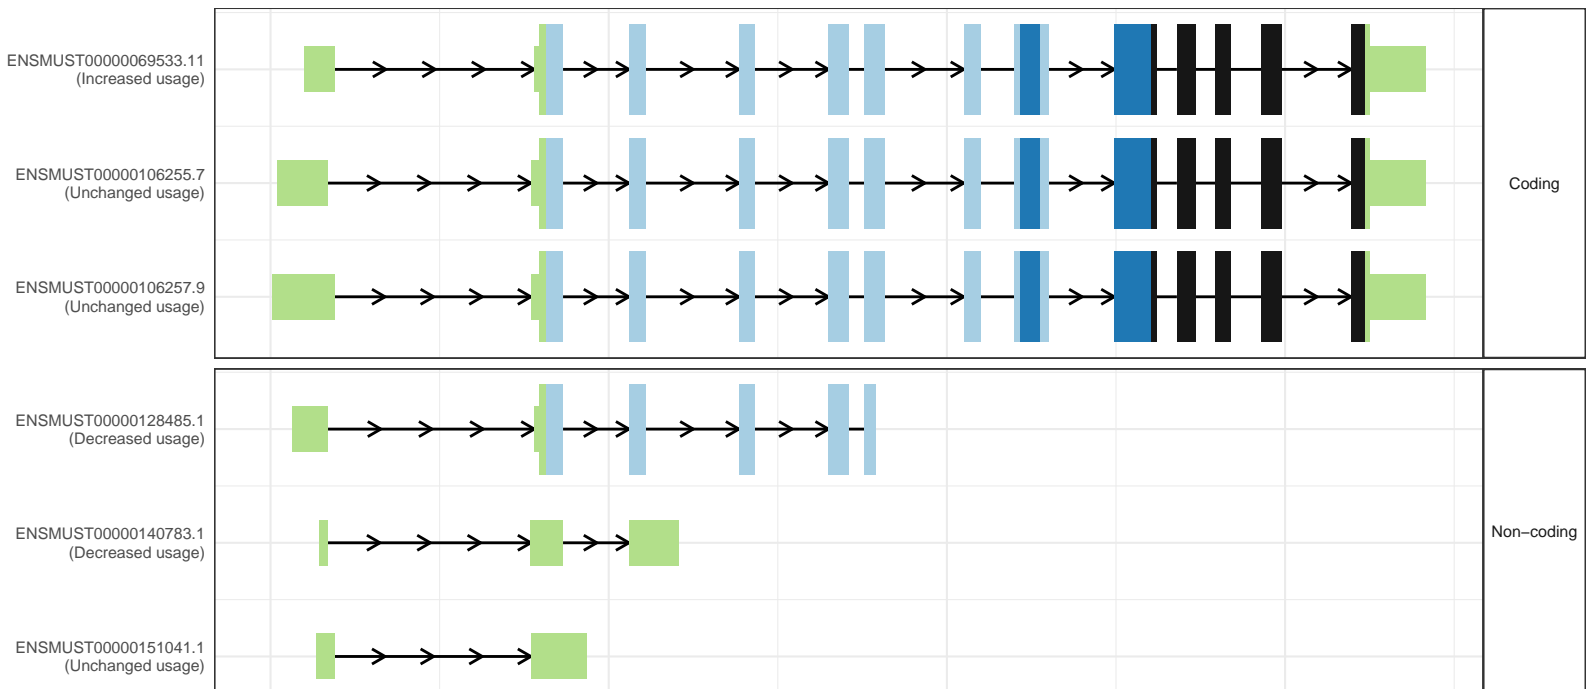 ENSMUST00000069533.11
(Increased usage)
ENSMUST00000106255.7
(Unchanged usage)
Coding
ENSMUST00000106257.9
(Unchanged usage)
ENSMUST00000128485.1
(Decreased usage)
ENSMUST00000140783.1
(Decreased usage)
Non−coding
ENSMUST00000151041.1
(Unchanged usage)